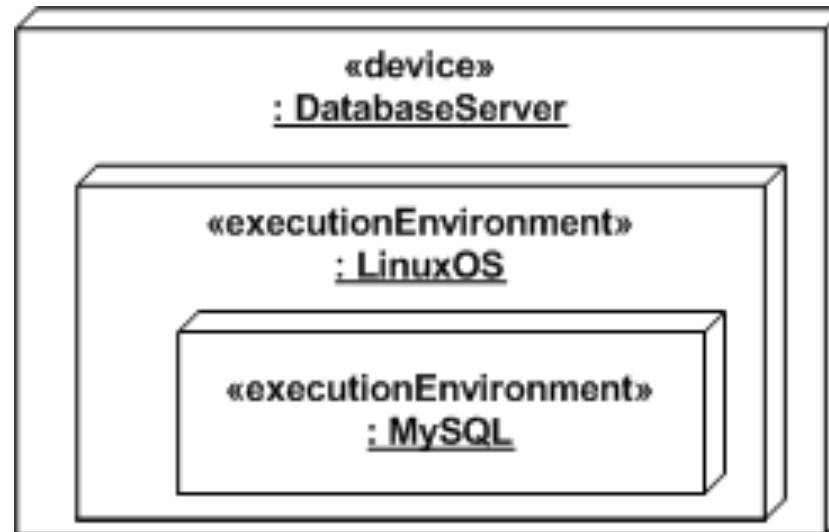 «device»
: DatabaseServer
«executionEnvironment»
: LinuxOS
«executionEnvironment»
: MySQL